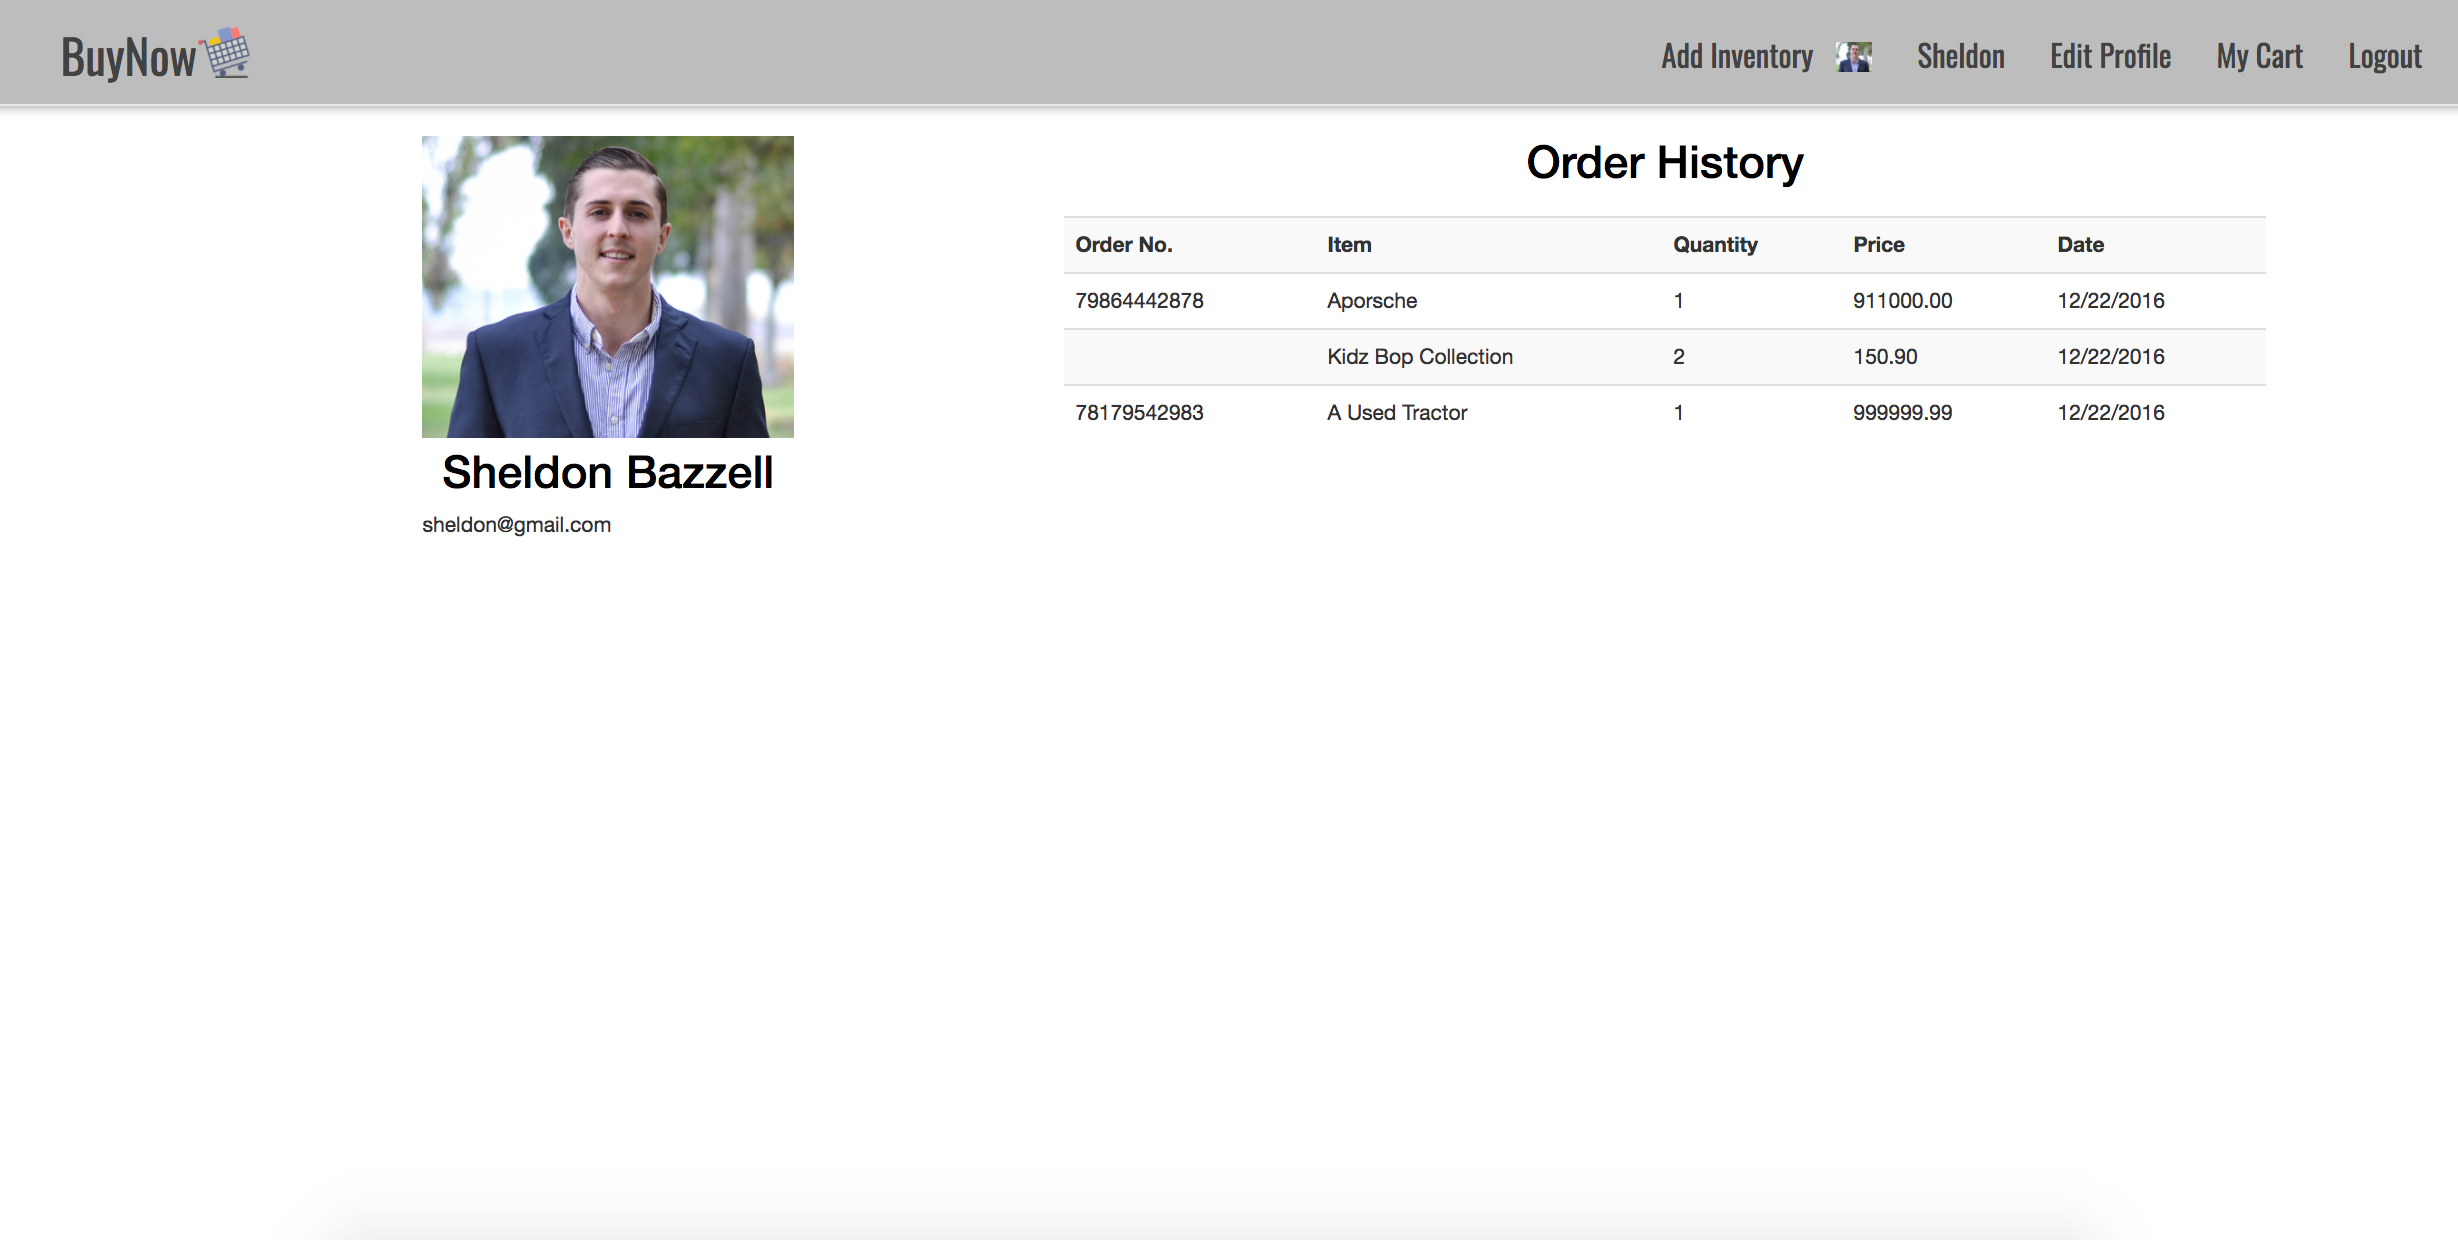 BuyNow
Add Inventory Sheldon Edit Profile My Cart Logout
Sheldon Bazzell
sheldon@gmail.com
Order History
Order No. Item Quantity Price Date
79864442878 Aporsche 1 911000.00 12/22/2016
Kidz Bop Collection 2 150.90 12/22/2016
78179542983 A Used Tractor 1 999999.99 12/22/2016